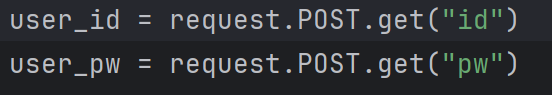 user_id = request.POST.get("id")
user_pw = request.POST.get("pw")